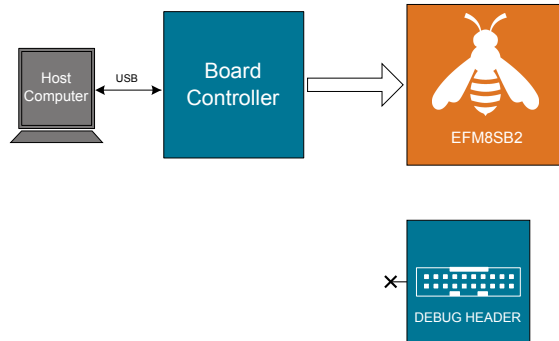 Host
Computer
USB
Board
Controller
EFM8SB2
DEBUG HEADER